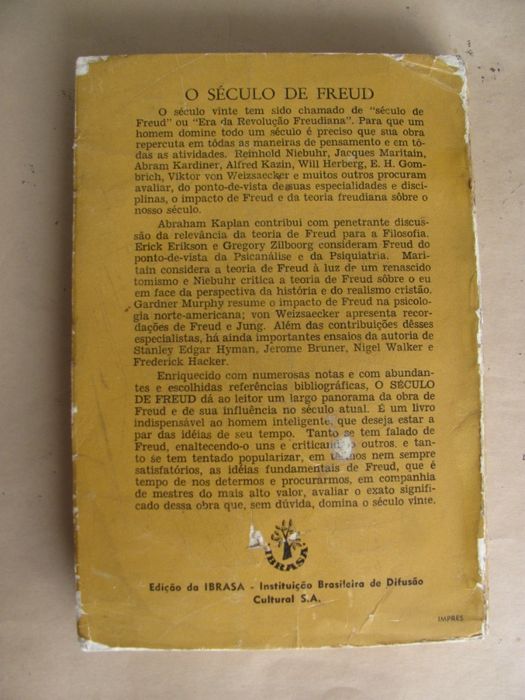 O SÉCULO DE FREUD
O século vinte tem sido chamado de "século de
Freud" ou "Era da Revolução Freudiana". Para que um
homem domine todo um século é preciso que sua obra
repercuta em tôdas as maneiras de pensamento e em tô-
das as atividades. Reinhold Niebuhr, Jacques Maritain,
Abram Kardiner, Alfred Kazin, Will Herberg, E. H. Gom-
brich, Viktor von Weizsaecker e muitos outros procuram
avaliar, do ponto-de-vista de suas especialidades e disci-
plinas, o impacto de Freud e da teoria freudiana sôbre o
nosso século.
Abraham Kaplan contribui com penetrante discus-
são da relevância da teoria de Freud para a Filosofia.
Erick Erikson e Gregory Zilboorg consideram Freud do
ponto-de-vista da Psicanálise e da Psiquiatria. Mari-
tain considera a teoria de Freud à luz de um renascido
tomismo e Niebuhr critica a teoria de Freud sôbre o eu
em face da perspectiva da história e do realismo cristão.
Gardner Murphy resume o impacto de Freud na psicolo-
gia norte-americana; von Weizsaecker apresenta recor-
dações de Freud e Jung. Além das contribuições dêsses
especialistas, há ainda importantes ensaios da autoria de
Stanley Edgar Hyman, Jerome Bruner, Nigel Walker e
Frederick Hacker.
Enriquecido com numerosas notas e com abundan-
tes e escolhidas referências bibliográficas, O SÉCULO
DE FREUD dá ao leitor um largo panorama da obra de
Freud e de sua influência no século atual. É um livro
indispensável ao homem inteligente, que deseja estar a
par das idéias de seu tempo. Tanto se tem falado de
Freud, enaltecendo-o uns e criticando-o outros, e tan-
to se tem tentado popularizar, em têrmos nem sempre
satisfatórios, as idéias fundamentais de Freud, que é
tempo de nos determos e procurarmos, em companhia
de mestres do mais alto valor, avaliar o exato signifi-
cado dessa obra que, sem dúvida, domina o século vinte.
IBRASA
Edição da IBRASA - Instituição Brasileira de Difusão
Cultural S.A.
IMPRES